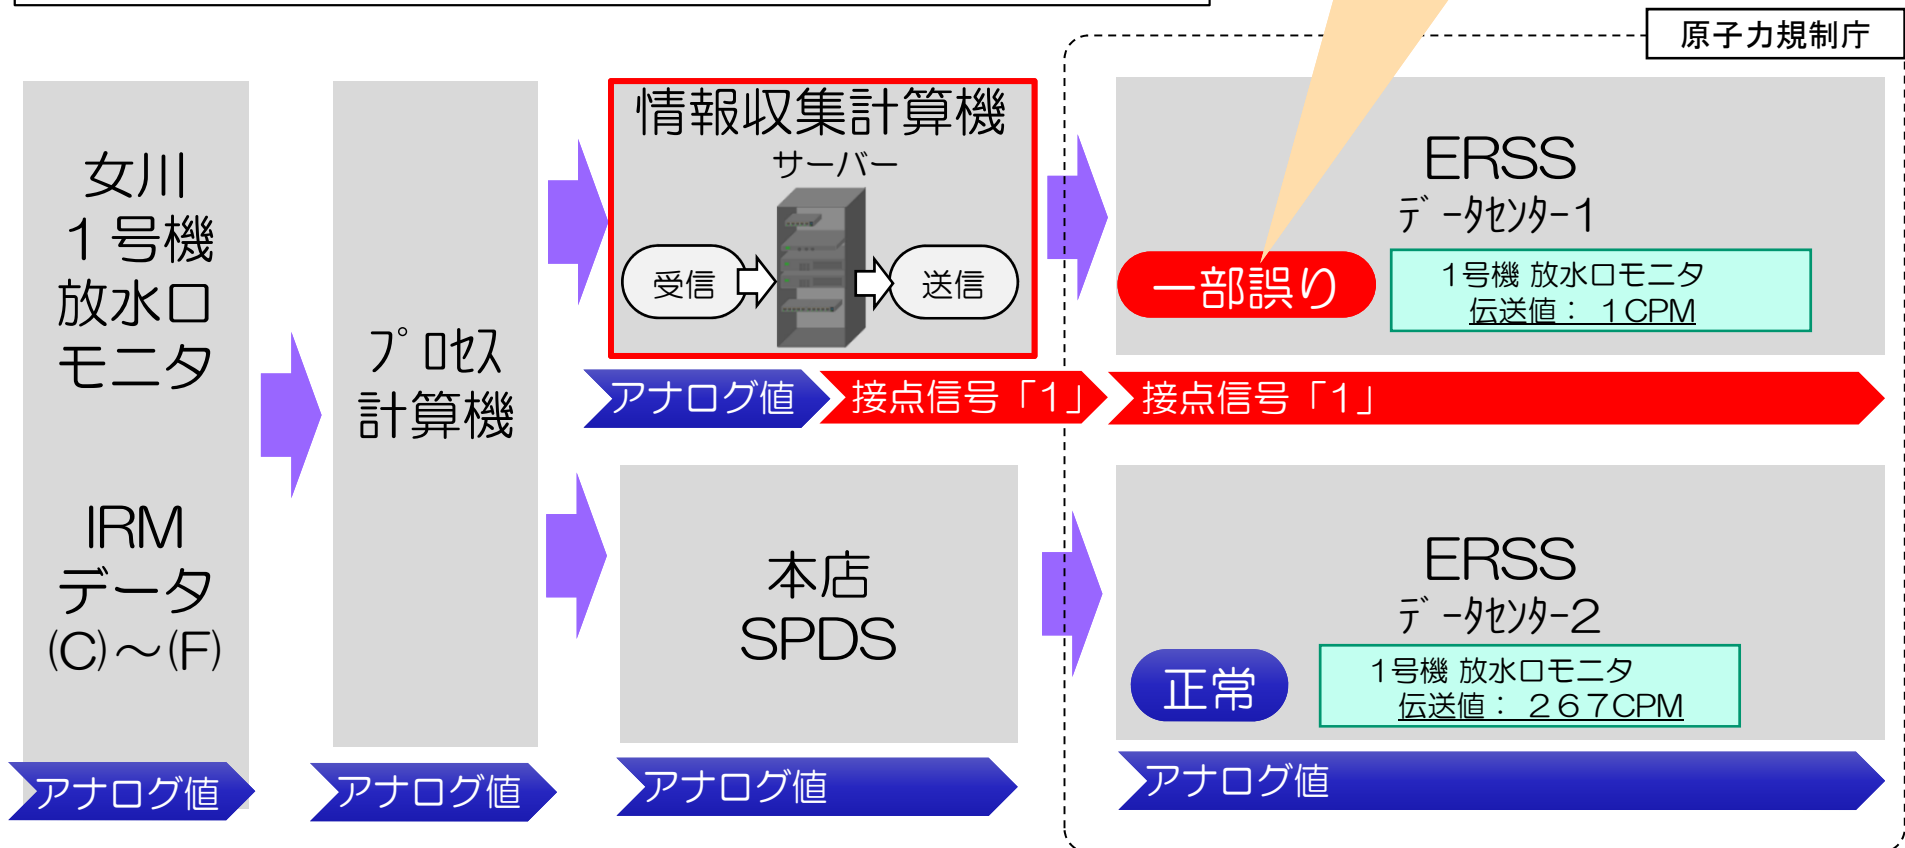 原子力規制庁
女川
1号機
放水口
モニタ
IRM
データ
(C)～(F)
アナログ値
ﾌﾟﾛｾｽ
計算機
アナログ値
情報収集計算機
サーバー
受信
送信
アナログ値
接点信号「1」
接点信号「1」
ERSS
ﾃﾞｰﾀｾﾝﾀｰ1
一部誤り
1号機 放水口モニタ
伝送値： 1CPM
本店
SPDS
アナログ値
ERSS
ﾃﾞｰﾀｾﾝﾀｰ2
正常
1号機 放水口モニタ
伝送値： 267CPM
アナログ値